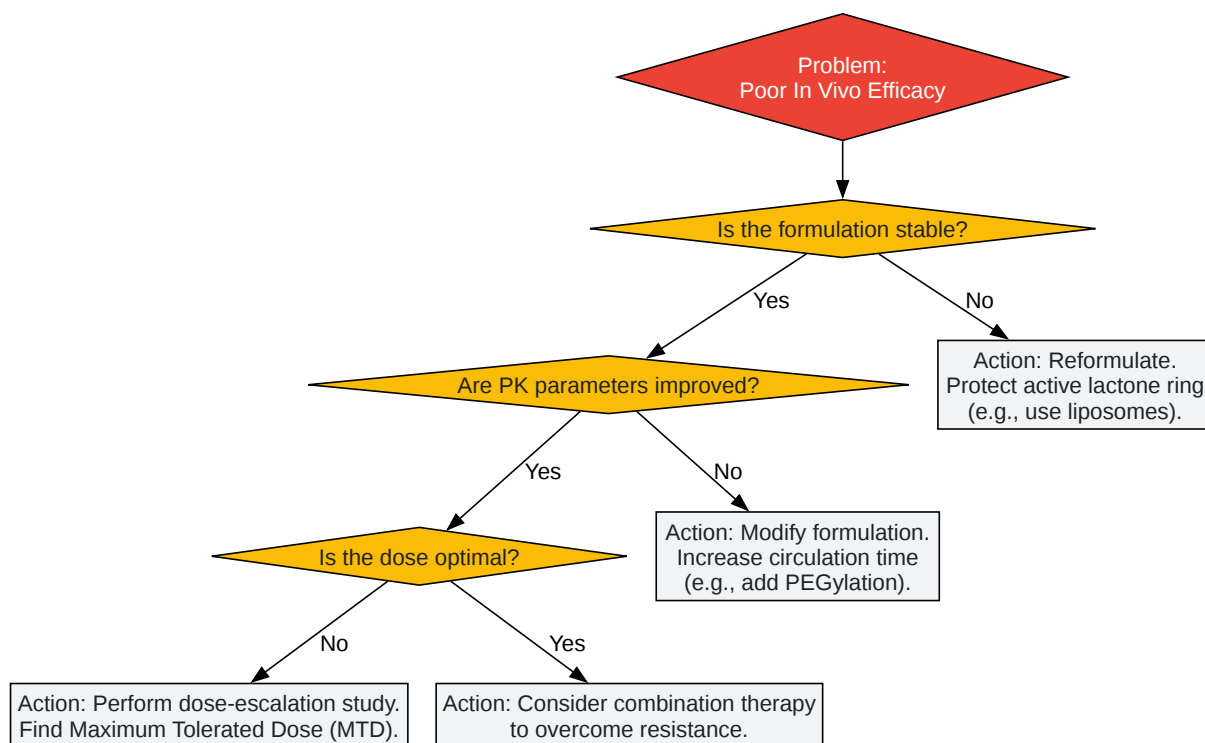 Problem:
Poor In Vivo Efficacy
Is the formulation stable?
Yes
No
Action: Reformulate.
Protect active lactone ring
(e.g., use liposomes).
Are PK parameters improved?
Yes
No
Action: Modify formulation.
Increase circulation time
(e.g., add PEGylation).
Is the dose optimal?
No
Yes
Action: Perform dose-escalation study.
Find Maximum Tolerated Dose (MTD).
Action: Consider combination therapy
to overcome resistance.